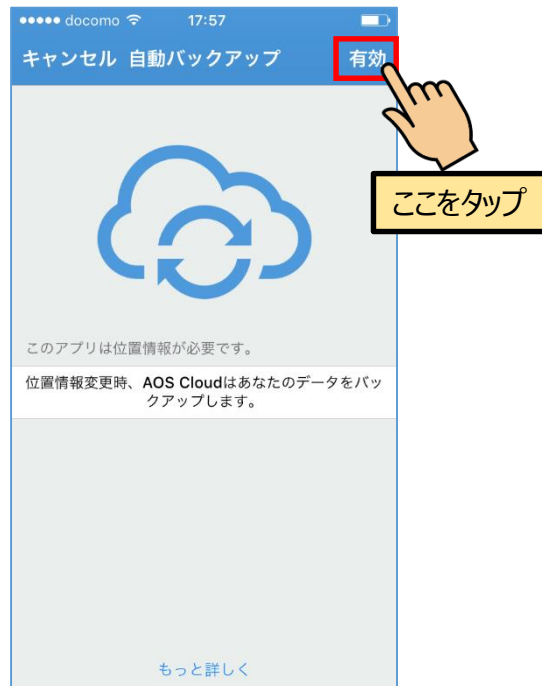 ●●●●● docomo 17:57
キャンセル 自動バックアップ 有効
ここをタップ
このアプリは位置情報が必要です。
位置情報変更時、AOS Cloudはあなたのデータをバッ
クアップします。
もっと詳しく